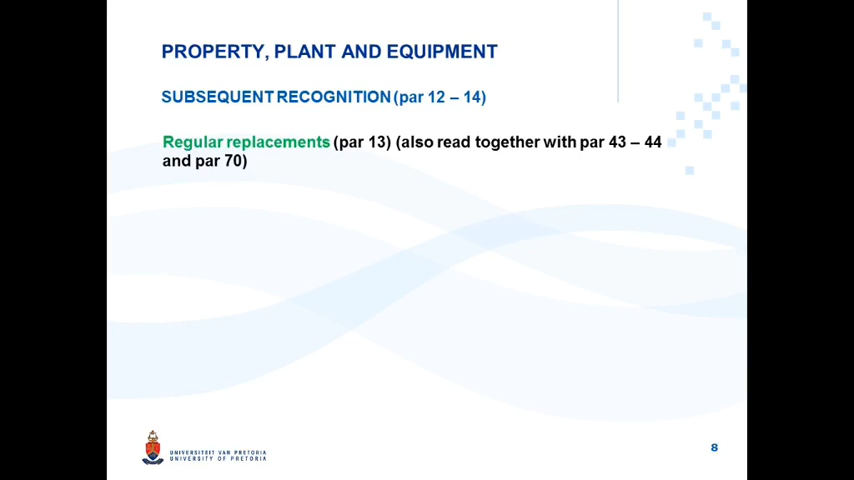 PROPERTY, PLANT AND EQUIPMENT
SUBSEQUENT RECOGNITION (par 12 – 14)
Regular replacements (par 13) (also read together with par 43 – 44
and par 70)
UNIVERSITEIT VAN PRETORIA
UNIVERSITY OF PRETORIA
8